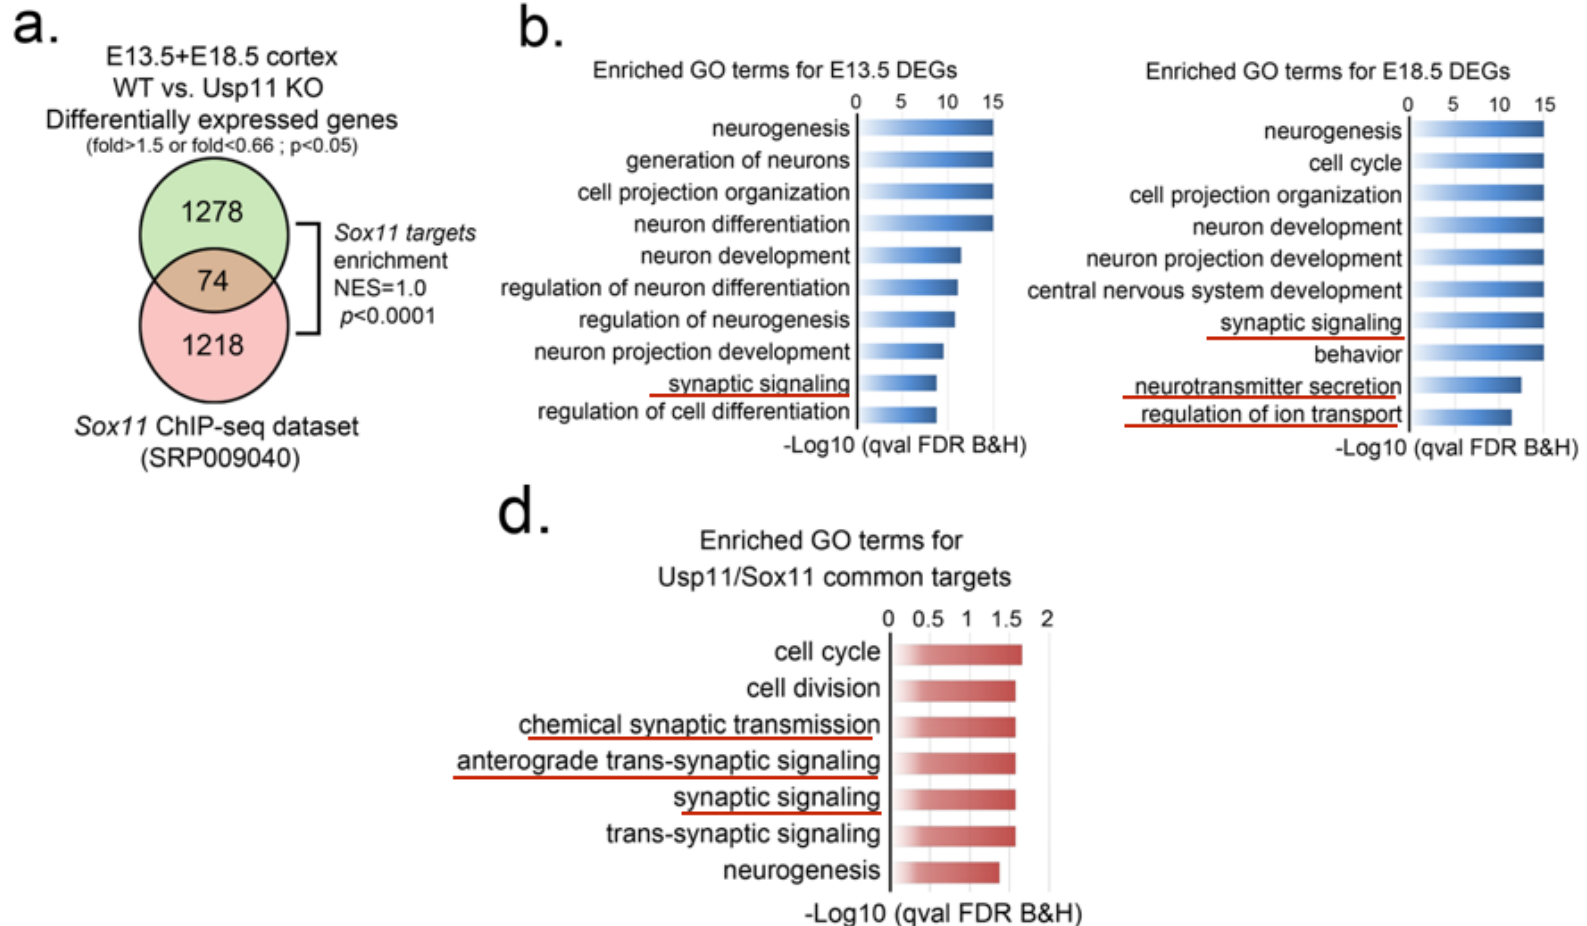 a.
E13.5+E18.5 cortex
WT vs. Usp11 KO
Differentially expressed genes
(fold>1.5 or fold<0.66 ; p<0.05)
1278
74
1218
Sox11 targets
enrichment
NES=1.0
p<0.0001
Sox11 ChIP-seq dataset
(SRP009040)
b.
Enriched GO terms for E13.5 DEGs
0 5 10 15
neurogenesis
generation of neurons
cell projection organization
neuron differentiation
neuron development
regulation of neuron differentiation
regulation of neurogenesis
neuron projection development
synaptic signaling
regulation of cell differentiation
-Log10 (qval FDR B&H)
Enriched GO terms for E18.5 DEGs
0 5 10 15
neurogenesis
cell cycle
cell projection organization
neuron development
neuron projection development
central nervous system development
synaptic signaling
behavior
neurotransmitter secretion
regulation of ion transport
-Log10 (qval FDR B&H)
d.
Enriched GO terms for
Usp11/Sox11 common targets
0 0.5 1 1.5 2
cell cycle
cell division
chemical synaptic transmission
anterograde trans-synaptic signaling
synaptic signaling
trans-synaptic signaling
neurogenesis
-Log10 (qval FDR B&H)